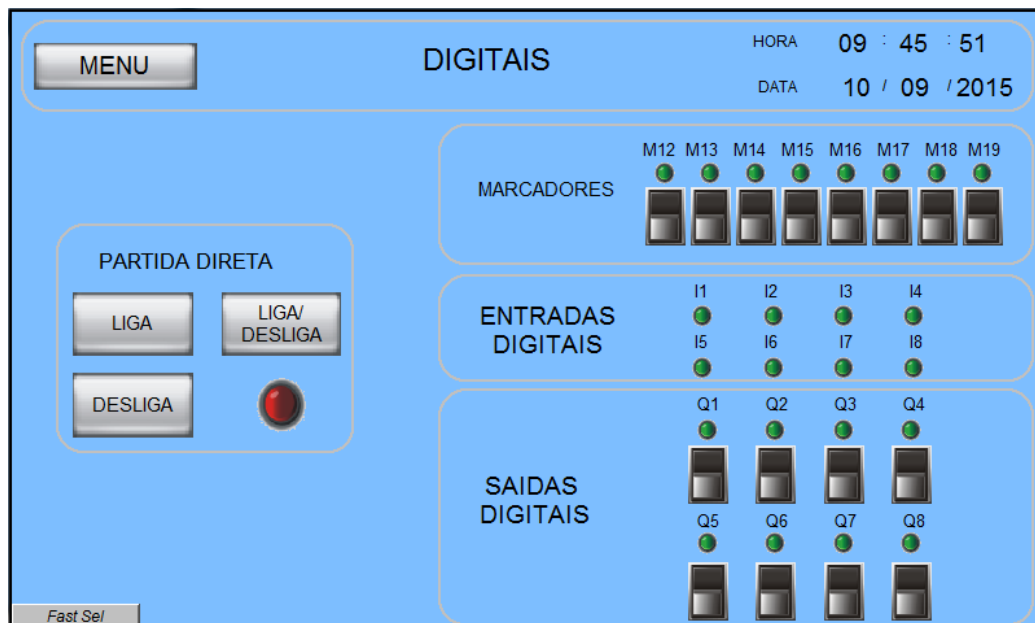 MENU
DIGITAIS
HORA 09 : 45 : 51
DATA 10 / 09 / 2015
MARCADORES
M12 M13 M14 M15 M16 M17 M18 M19
PARTIDA DIRETA
LIGA
LIGA/
DESLIGA
DESLIGA
ENTRADAS
DIGITAIS
I1 I2 I3 I4
I5 I6 I7 I8
SAIDAS
DIGITAIS
Q1 Q2 Q3 Q4
Q5 Q6 Q7 Q8
Fast Sel